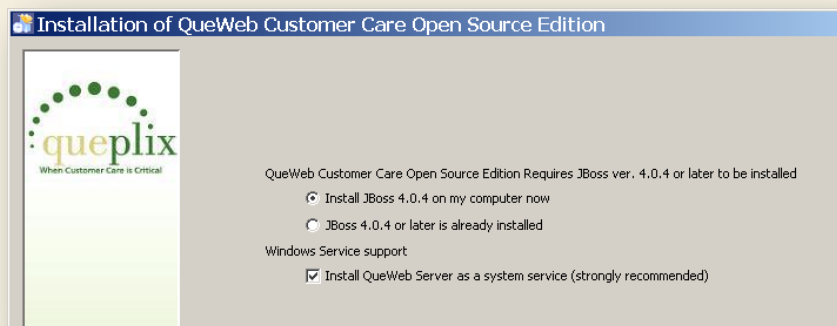 Installation of QueWeb Customer Care Open Source Edition
queplix
When Customer Care is Critical
QueWeb Customer Care Open Source Edition Requires JBoss ver. 4.0.4 or later to be installed
Install JBoss 4.0.4 on my computer now
JBoss 4.0.4 or later is already installed
Windows Service support
Install QueWeb Server as a system service (strongly recommended)